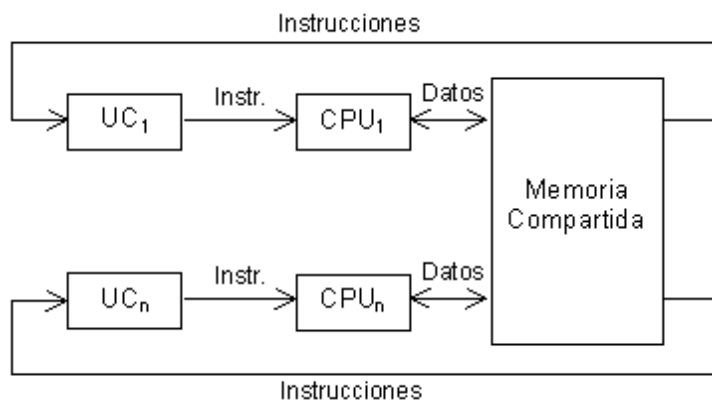 Instrucciones
UC₁
Instr.
CPU₁
Datos
Memoria
Compartida
UCₙ
Instr.
CPUₙ
Datos
Instrucciones